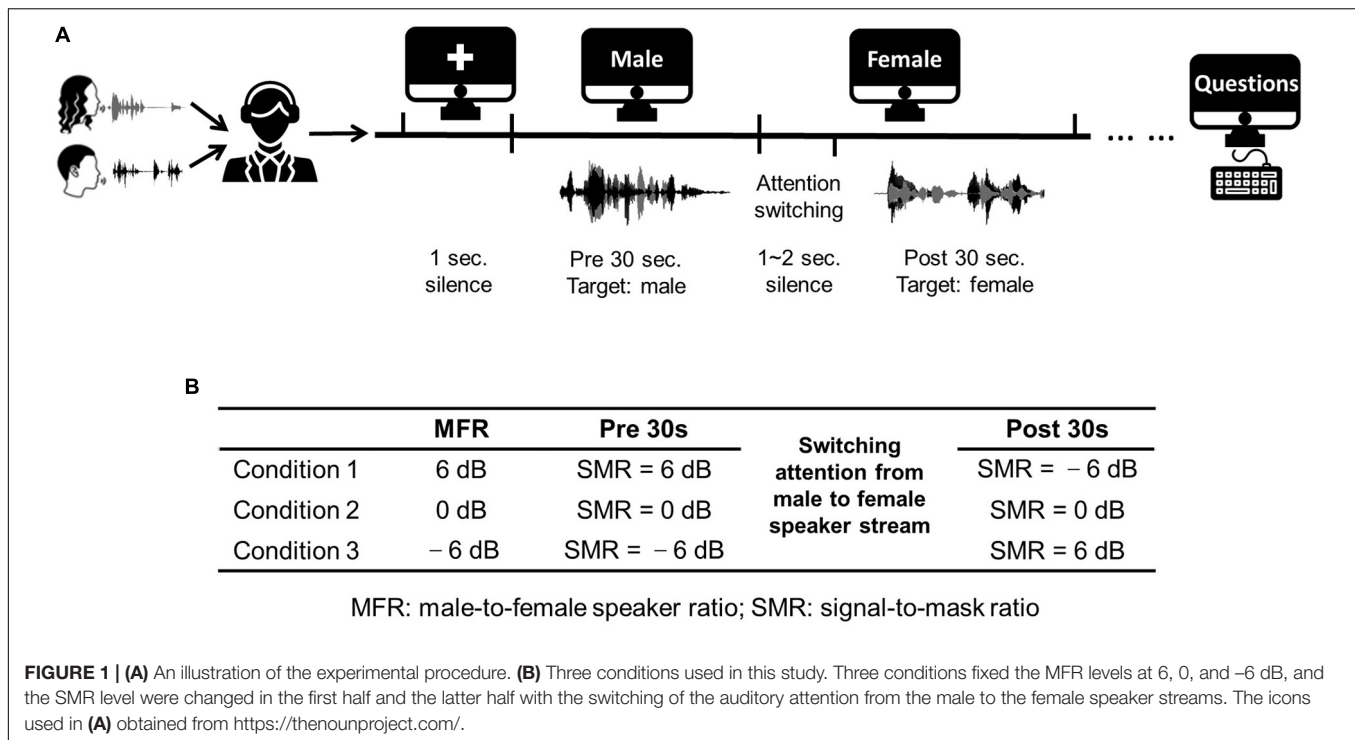 A
Male
Female
Questions
... ...
Attention
switching
1 sec.
silence
Pre 30 sec.
Target: male
1~2 sec.
silence
Post 30 sec.
Target: female
B
MFR Pre 30s Switching attention from male to female speaker stream Post 30s
Condition 1 6 dB SMR = 6 dB SMR = – 6 dB
Condition 2 0 dB SMR = 0 dB SMR = 0 dB
Condition 3 – 6 dB SMR = – 6 dB SMR = 6 dB
MFR: male-to-female speaker ratio; SMR: signal-to-mask ratio
FIGURE 1 | (A) An illustration of the experimental procedure. (B) Three conditions used in this study. Three conditions fixed the MFR levels at 6, 0, and –6 dB, and
the SMR level were changed in the first half and the latter half with the switching of the auditory attention from the male to the female speaker streams. The icons
used in (A) obtained from https://thenounproject.com/.